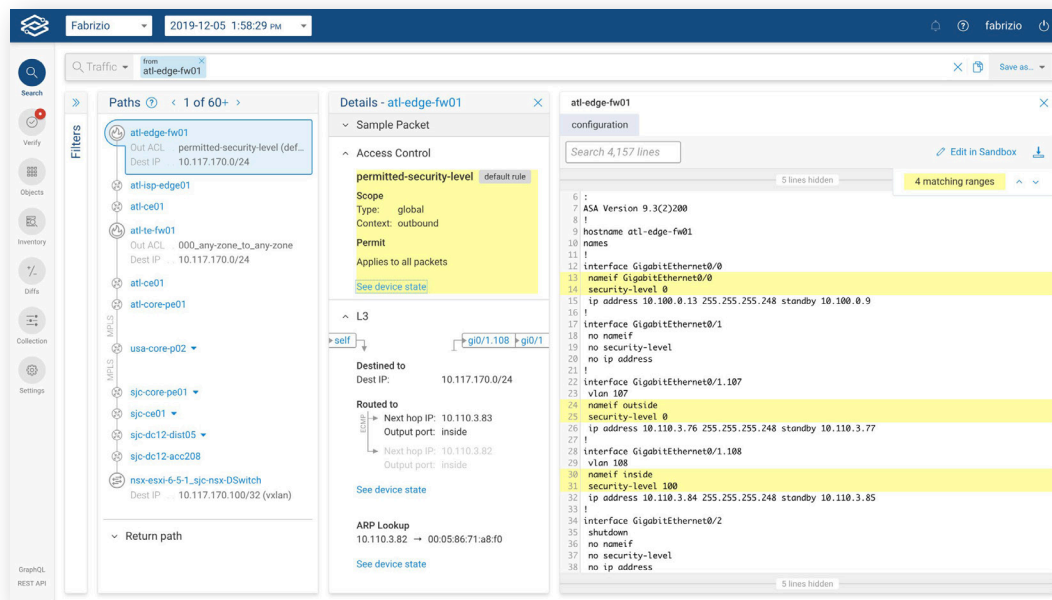 Fabrizio
2019-12-05 1:58:29 PM
fabrizio
Search
Verify
Objects
Inventory
+/-
Diffs
Collection
Settings
GraphQL
REST API
Traffic
from
atl-edge-fw01
Save as...
Filters
Paths 1 of 60+
atl-edge-fw01
Out ACL permitted-security-level (def...
Dest IP ... 10.117.170.0/24
atl-isp-edge01
atl-ce01
atl-te-fw01
Out ACL ... 000_any-zone_to_any-zone
Dest IP ... 10.117.170.0/24
atl-ce01
atl-core-pe01
MPLS
usa-core-p02
MPLS
sjc-core-pe01
sjc-ce01
sjc-dc12-dist05
sjc-dc12-acc208
nsx-esxi-6-5-1_sjc-nsx-DSwitch
Dest IP ... 10.117.170.100/32 (vxlan)
Return path
Details - atl-edge-fw01
Sample Packet
Access Control
permitted-security-level default rule
Scope
Type: global
Context: outbound
Permit
Applies to all packets
See device state
L3
self gi0/1.108 gi0/1
Destined to
Dest IP: 10.117.170.0/24
Routed to
ECMP
Next hop IP: 10.110.3.83
Output port: inside
Next hop IP: 10.110.3.82
Output port: inside
See device state
ARP Lookup
10.110.3.82 → 00:05:86:71:a8:f0
See device state
atl-edge-fw01
configuration
Search 4,157 lines
Edit in Sandbox
5 lines hidden
4 matching ranges
6 :
7 ASA Version 9.3(2)200
8 !
9 hostname atl-edge-fw01
10 names
11 !
12 interface GigabitEthernet0/0
13 nameif GigabitEthernet0/0
14 security-level 0
15 ip address 10.100.0.13 255.255.255.248 standby 10.100.0.9
16 !
17 interface GigabitEthernet0/1
18 no nameif
19 no security-level
20 no ip address
21 !
22 interface GigabitEthernet0/1.107
23 vlan 107
24 nameif outside
25 security-level 0
26 ip address 10.110.3.76 255.255.255.248 standby 10.110.3.77
27 !
28 interface GigabitEthernet0/1.108
29 vlan 108
30 nameif inside
31 security-level 100
32 ip address 10.110.3.84 255.255.255.248 standby 10.110.3.85
33 !
34 interface GigabitEthernet0/2
35 shutdown
36 no nameif
37 no security-level
38 no ip address
5 lines hidden